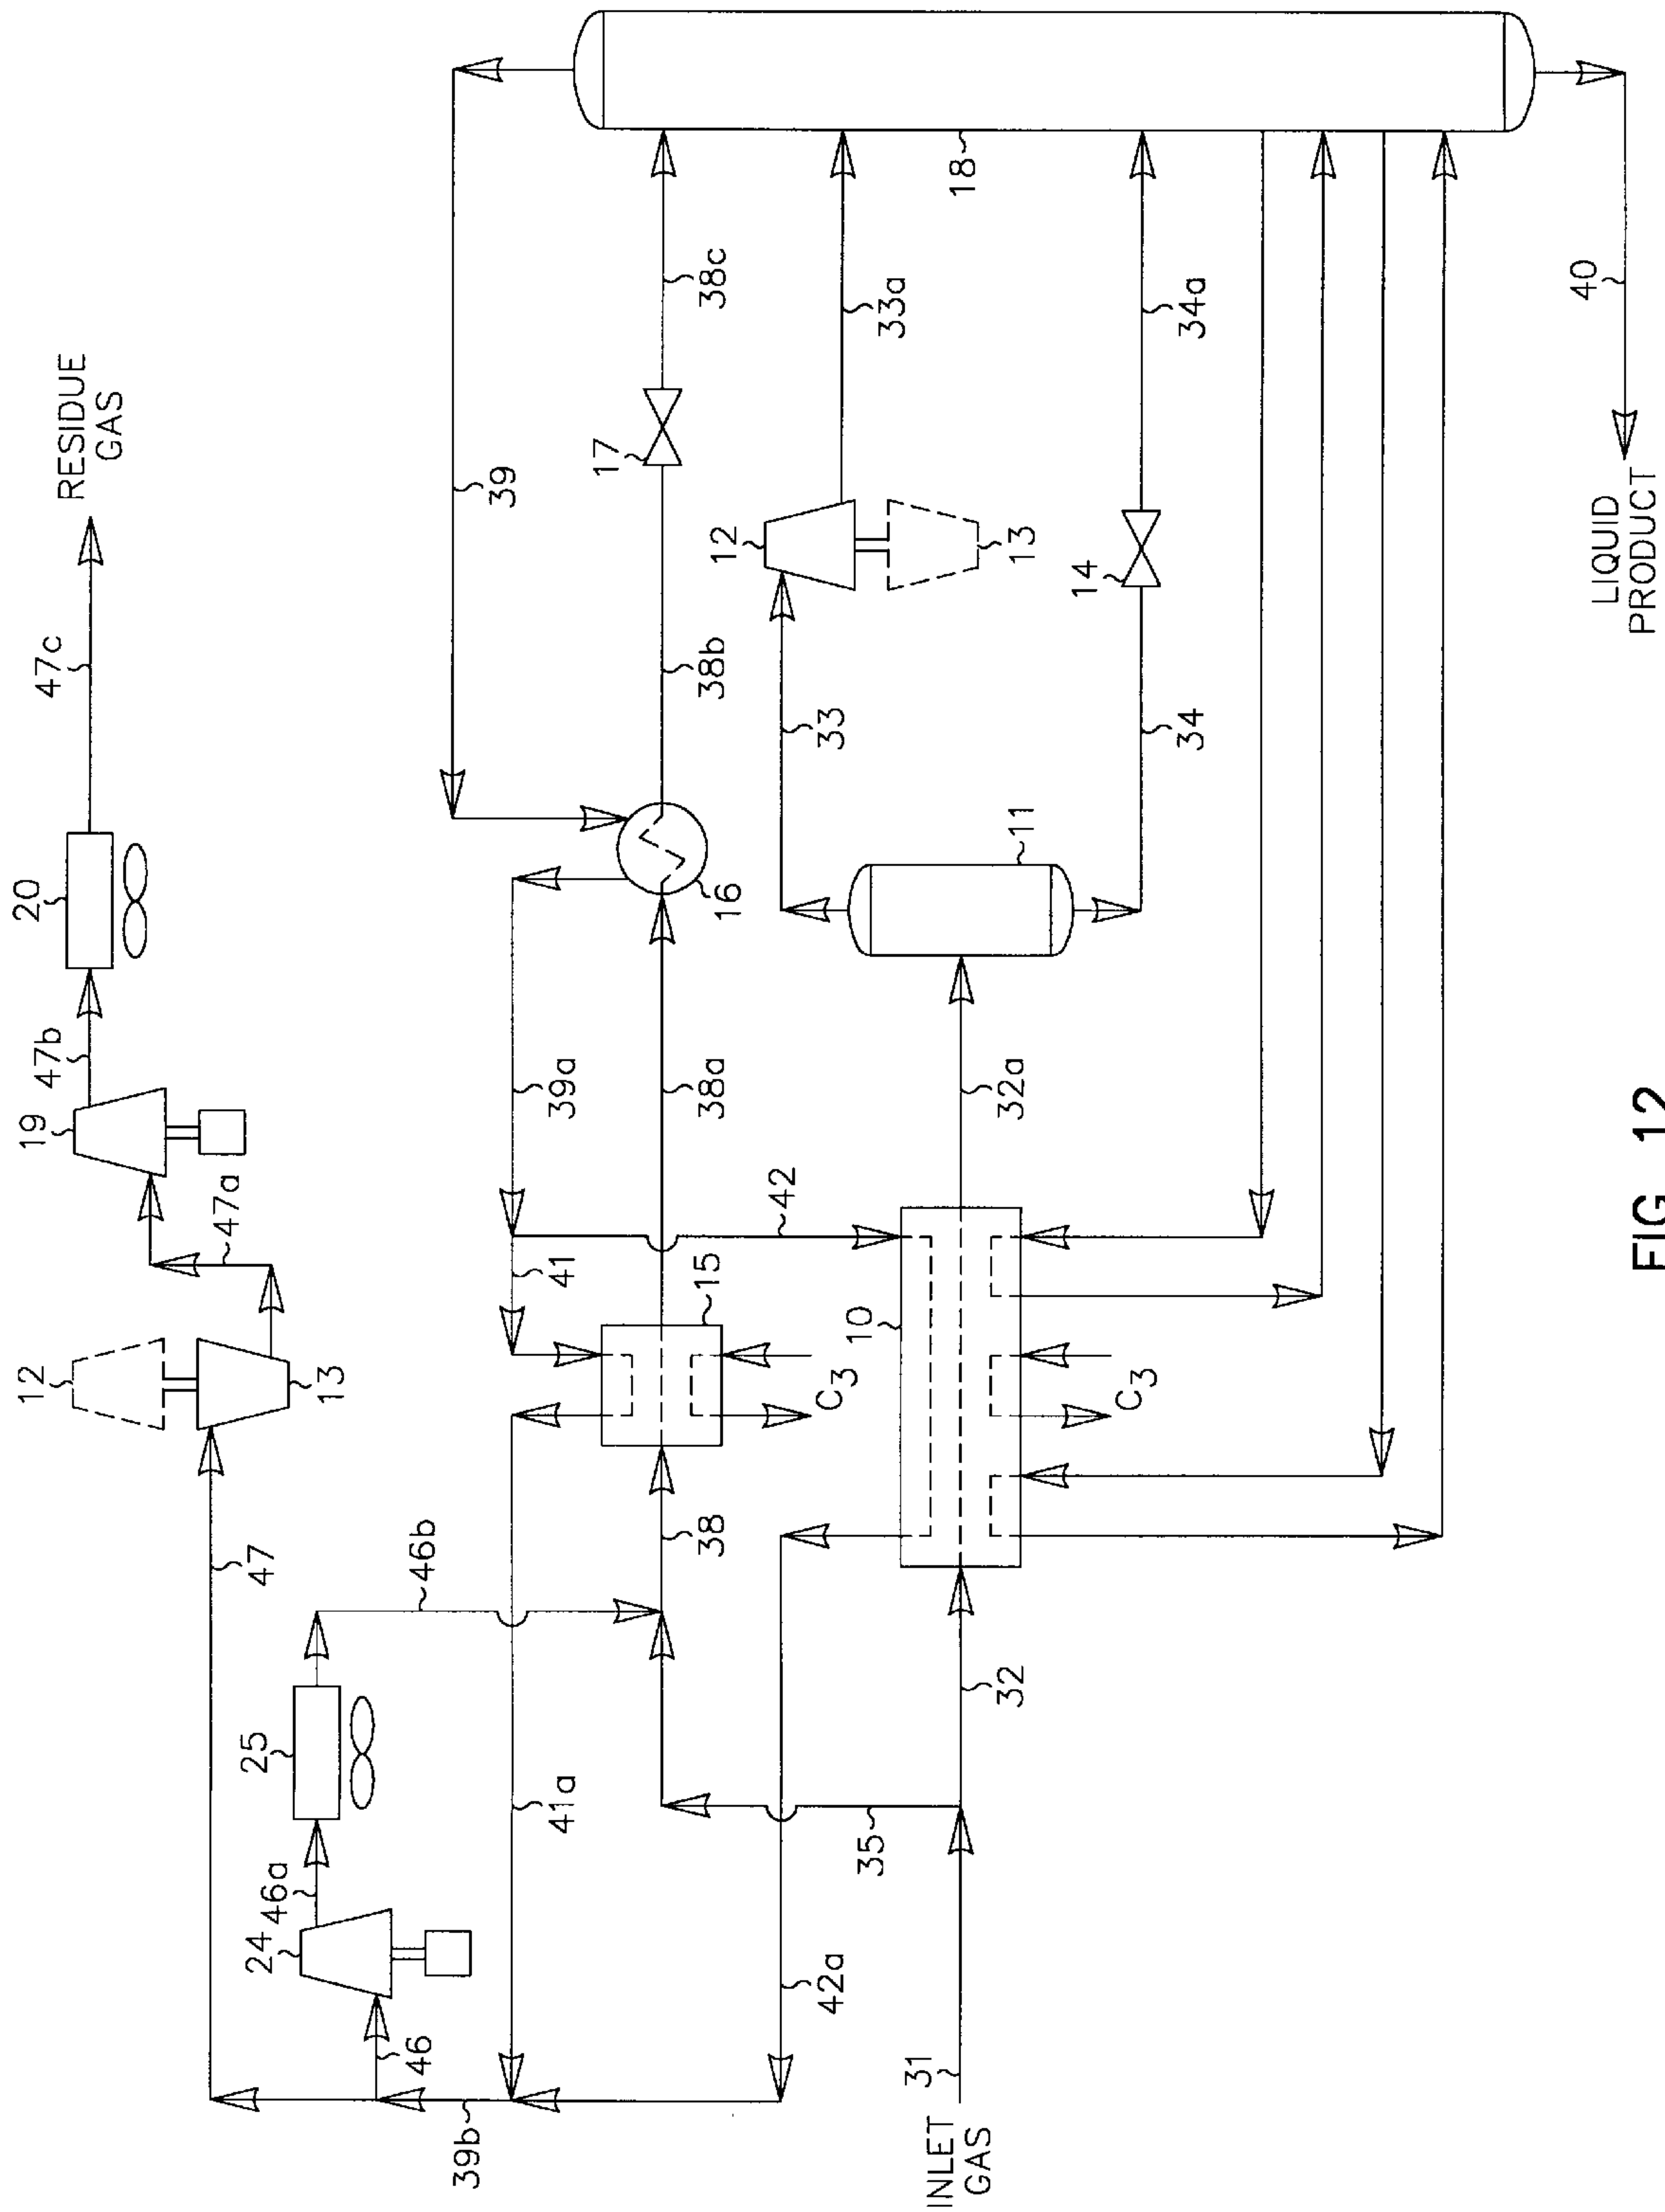 RESIDUE
GAS
47c
20
47b
19
47a
12
13
47
39
39a
41
42
15
C3
16
38a
38b
17
38c
38
46b
25
46a
24
46
39b
41a
42a
35
33
12
13
33a
18
11
34
14
34a
32a
10
C3
32
31
INLET
GAS
40
LIQUID
PRODUCT
FIG. 12